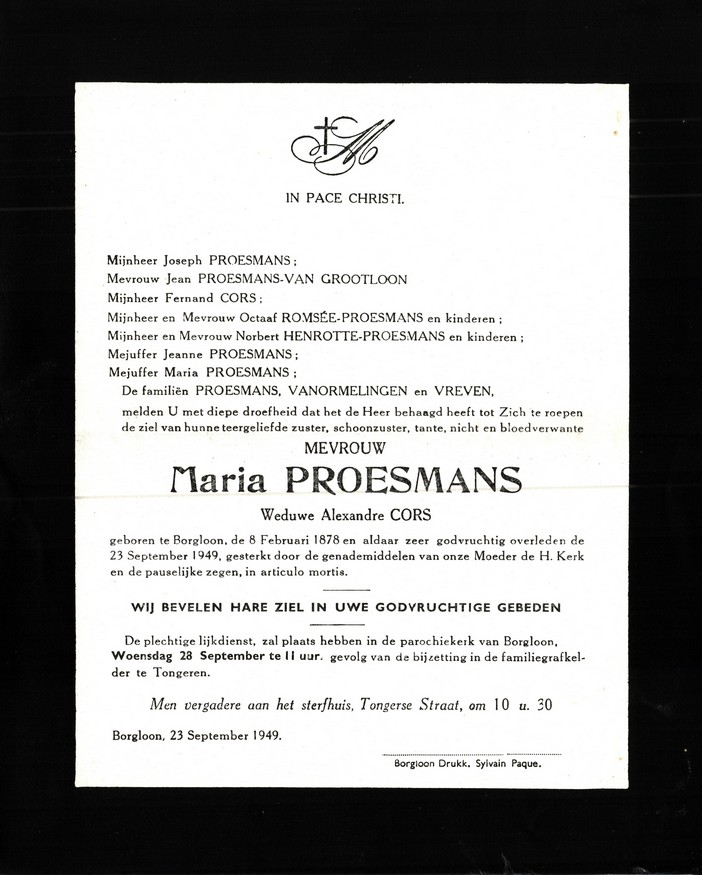 IN PACE CHRISTI.
Mijnheer Joseph PROESMANS;
Mevrouw Jean PROESMANS-VAN GROOTLOON
Mijnheer Fernand CORS;
Mijnheer en Mevrouw Octaaf ROMSÉE-PROESMANS en kinderen;
Mijnheer en Mevrouw Norbert HENROTTE-PROESMANS en kinderen;
Mejuffer Jeanne PROESMANS;
Mejuffer Maria PROESMANS;
De familiën PROESMANS, VANORMELINGEN en VREVEN,
melden U met diepe droefheid dat het de Heer behaagd heeft tot Zich te roepen
de ziel van hunne teergeliefde zuster, schoonzuster, tante, nicht en bloedverwante
MEVROUW
Maria PROESMANS
Weduwe Alexandre CORS
geboren te Borgloon, de 8 Februari 1878 en aldaar zeer godvruchtig overleden de
23 September 1949, gesterkt door de genademiddelen van onze Moeder de H. Kerk
en de pauselijke zegen, in articulo mortis.
WIJ BEVELEN HARE ZIEL IN UWE GODVRUCHTIGE GEBEDEN
De plechtige lijkdienst, zal plaats hebben in de parochiekerk van Borgloon,
Woensdag 28 September te 11 uur. gevolg van de bijzetting in de familiegrafkel-
der te Tongeren.
Men vergadere aan het sterfhuis, Tongerse Straat, om 10 u. 30
Borgloon, 23 September 1949.
Borgloon Drukk. Sylvain Paque.